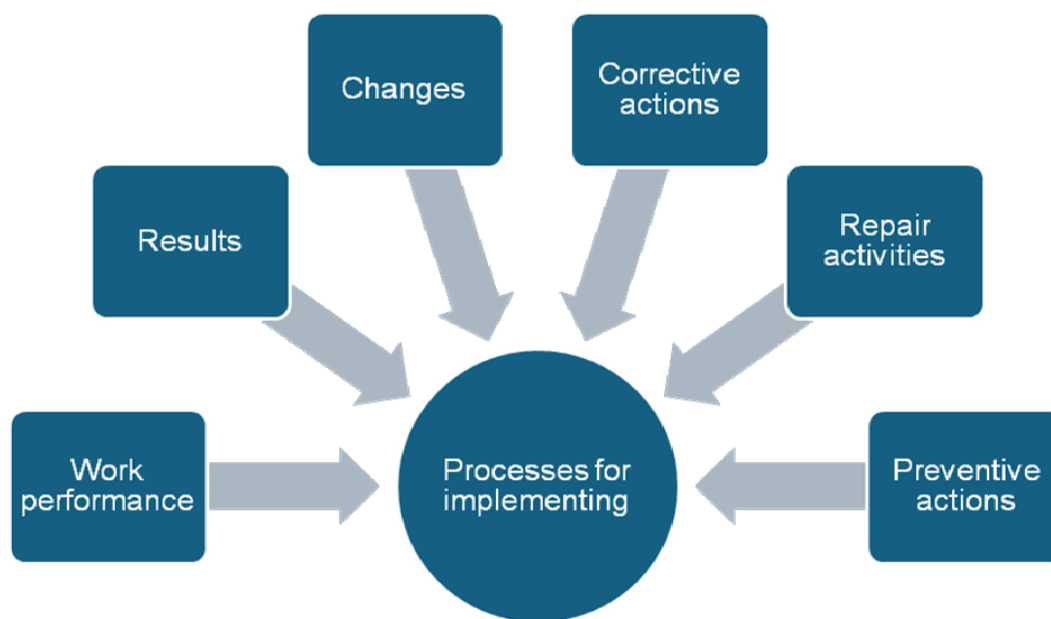 Changes
Corrective
actions
Results
Repair
activities
Work
performance
Processes for
implementing
Preventive
actions